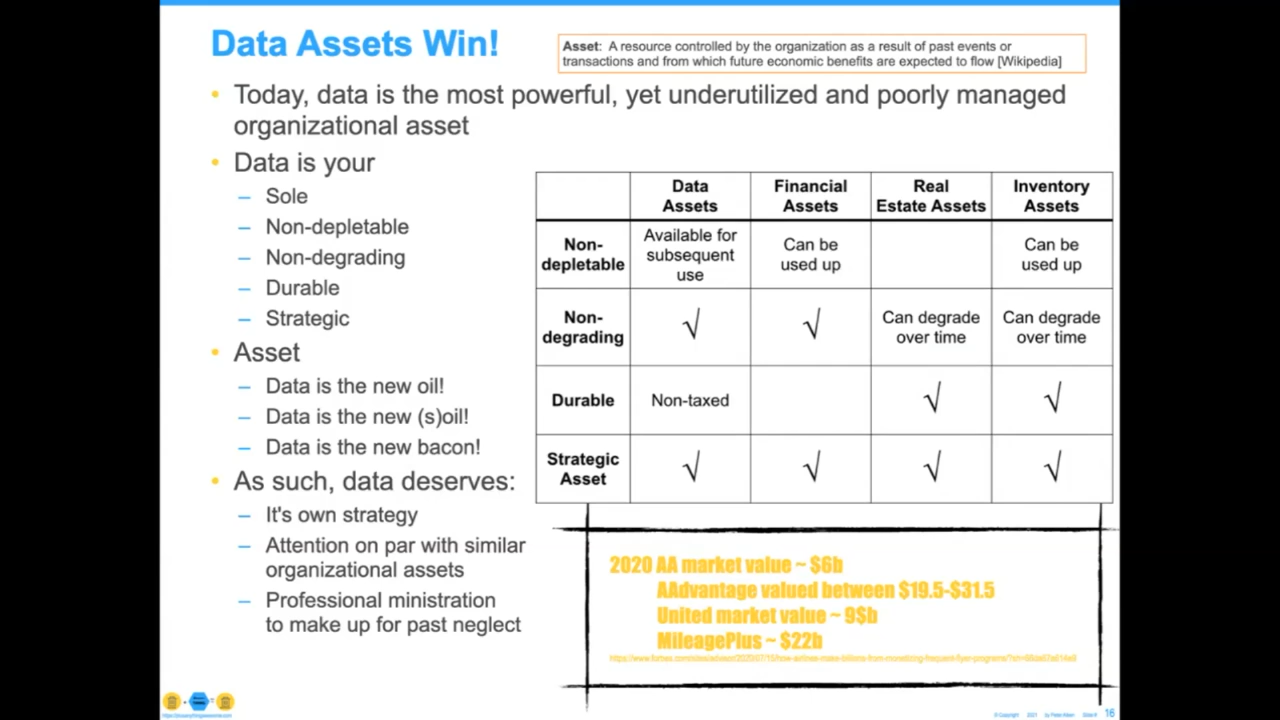 Data Assets Win!
Asset: A resource controlled by the organization as a result of past events or
transactions and from which future economic benefits are expected to flow [Wikipedia]
• Today, data is the most powerful, yet underutilized and poorly managed
organizational asset
• Data is your
– Sole
– Non-depletable
– Non-degrading
– Durable
– Strategic
• Asset
– Data is the new oil!
– Data is the new (s)oil!
– Data is the new bacon!
• As such, data deserves:
– It's own strategy
– Attention on par with similar
organizational assets
– Professional ministration
to make up for past neglect
Data Assets Financial Assets Real Estate Assets Inventory Assets
Non-depletable Available for subsequent use Can be used up Can be used up
Non-degrading √ √ Can degrade over time Can degrade over time
Durable Non-taxed √ √
Strategic Asset √ √ √ √
2020 AA market value ~ $6b
AAdvantage valued between $19.5-$31.5
United market value ~ 9$b
MileagePlus ~ $22b
© Copyright 2021 by Peter Aiken Slide # 16